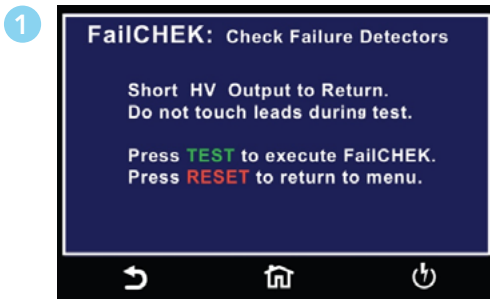 1
FailCHEK: Check Failure Detectors
Short HV Output to Return.
Do not touch leads during test.
Press TEST to execute FailCHEK.
Press RESET to return to menu.